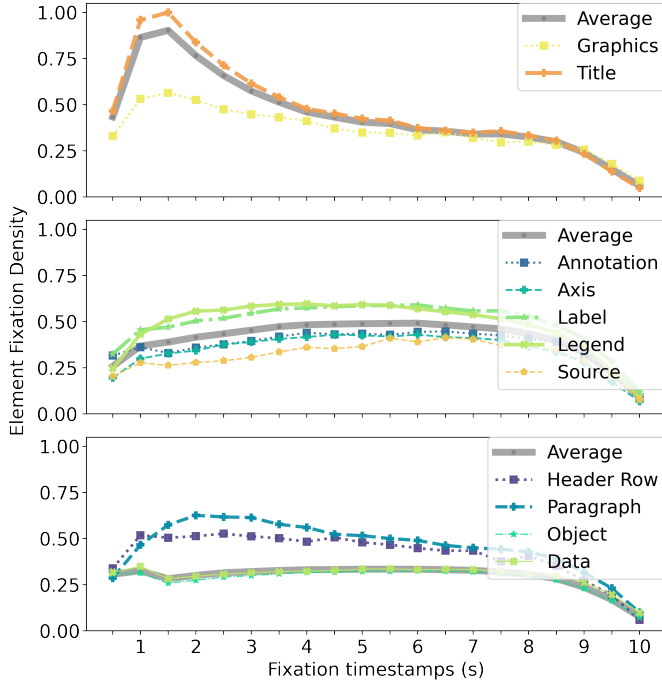 1.00
0.75
0.50
0.25
0.00
Average
Graphics
Title
Element Fixation Density
1.00
0.75
0.50
0.25
0.00
Average
Annotation
Axis
Label
Legend
Source
1.00
0.75
0.50
0.25
0.00
Average
Header Row
Paragraph
Object
Data
1 2 3 4 5 6 7 8 9 10
Fixation timestamps (s)